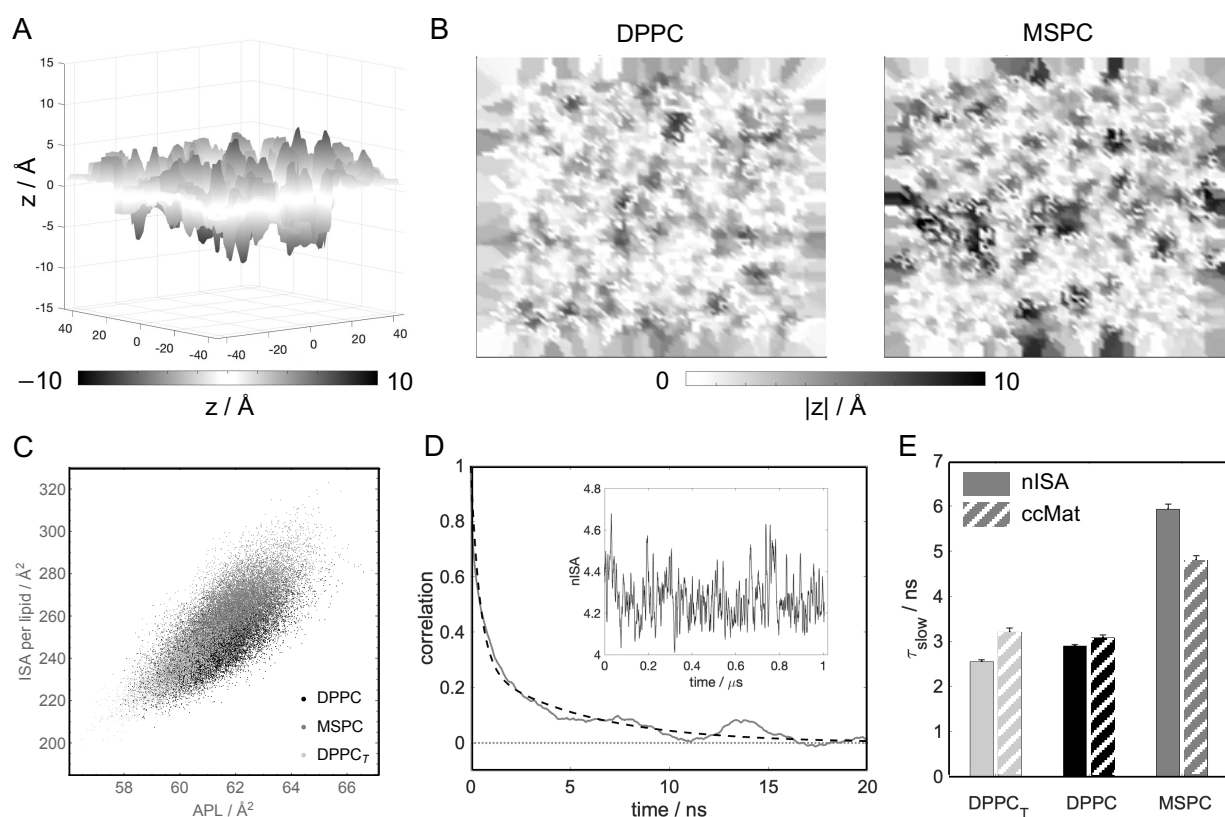 A
15
10
5
0
-5
-10
-15
z / Å
40
20
0
-20
-40
-40
-20
0
20
40
−10
10
z / Å
B
DPPC
MSPC
0
10
|z| / Å
C
320
300
280
260
240
220
200
ISA per lipid / Å²
58
60
62
64
66
APL / Å²
DPPC
MSPC
DPPC_T
D
1
0.8
0.6
0.4
0.2
0
correlation
0
5
10
15
20
time / ns
4.8
4.6
4.4
4.2
4
nISA
0
0.2
0.4
0.6
0.8
1
time / μs
E
7
6
5
4
3
2
1
0
τ_slow / ns
nISA
ccMat
DPPC_T
DPPC
MSPC